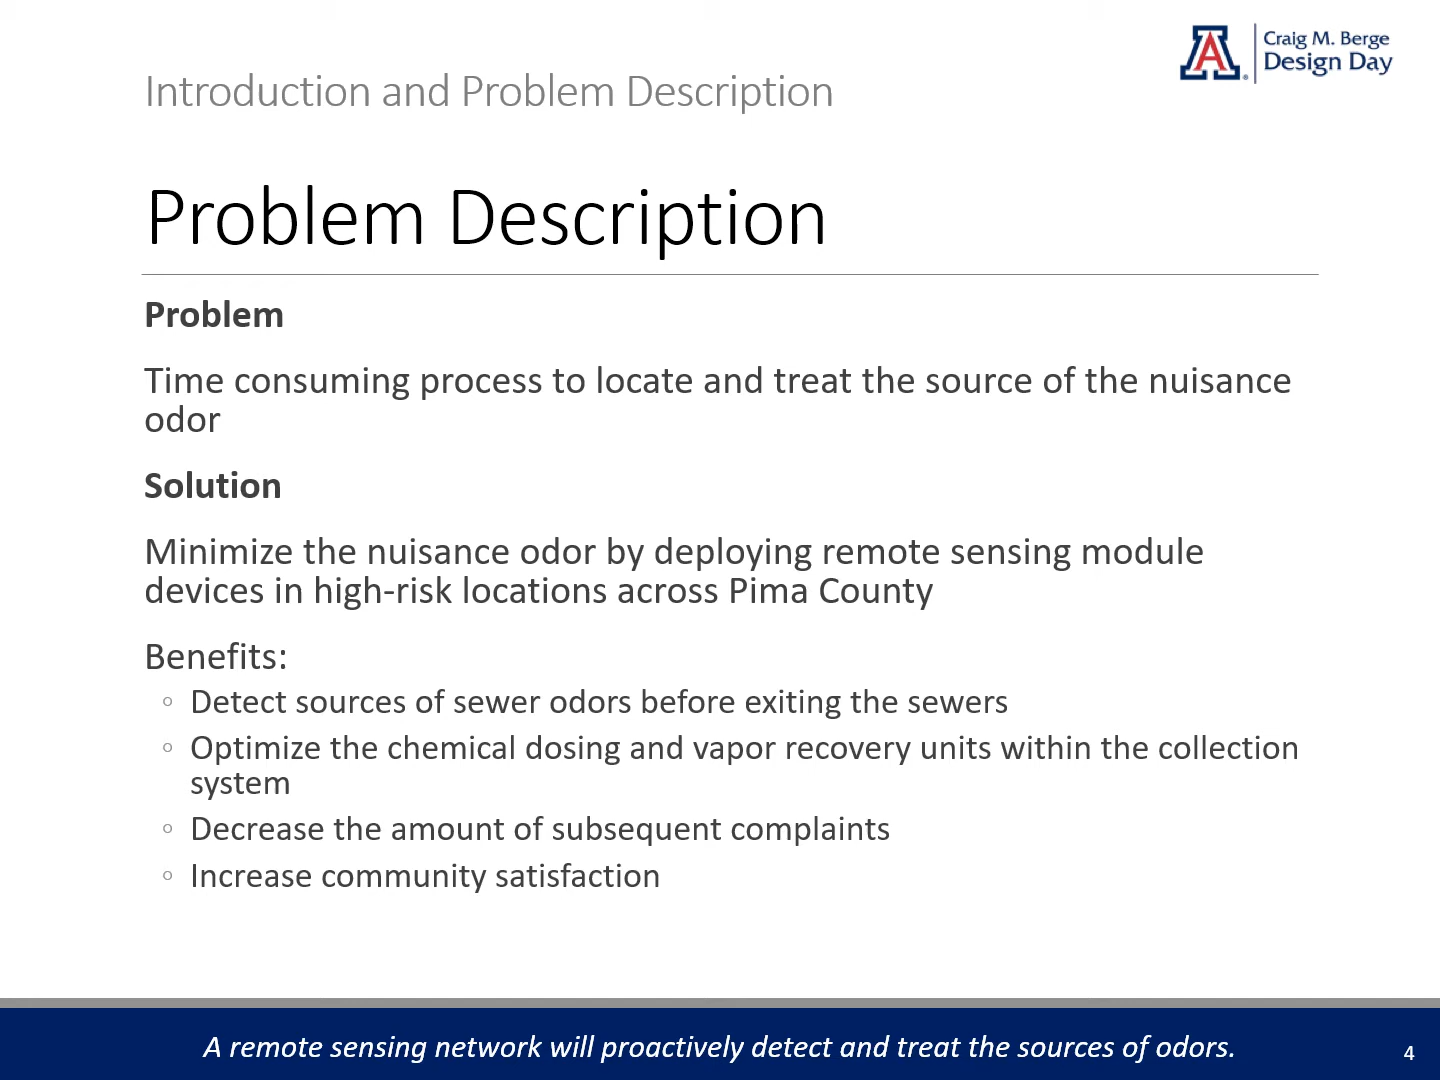 Craig M. Berge
Design Day
Introduction and Problem Description
Problem Description
Problem
Time consuming process to locate and treat the source of the nuisance
odor
Solution
Minimize the nuisance odor by deploying remote sensing module
devices in high-risk locations across Pima County
Benefits:
◦ Detect sources of sewer odors before exiting the sewers
◦ Optimize the chemical dosing and vapor recovery units within the collection
system
◦ Decrease the amount of subsequent complaints
◦ Increase community satisfaction
A remote sensing network will proactively detect and treat the sources of odors.
4